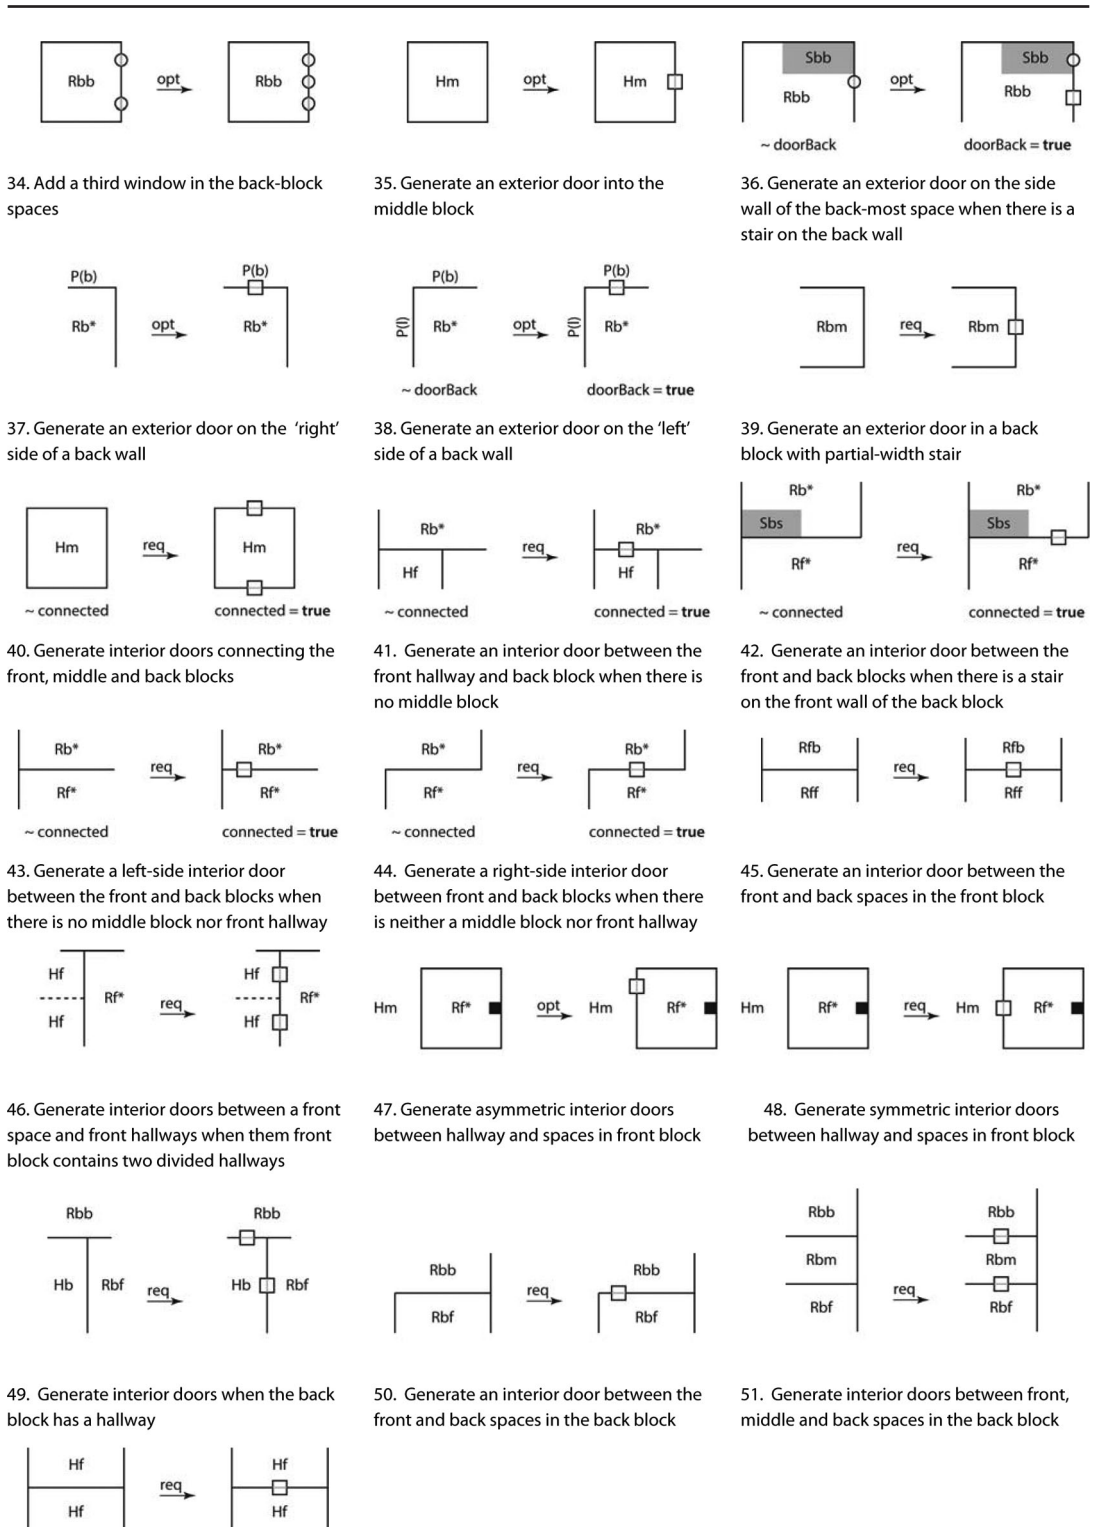 Rbb opt Rbb
Hm opt Hm
Sbb Rbb opt Sbb Rbb
~ doorBack doorBack = true
34. Add a third window in the back-block
spaces
35. Generate an exterior door into the
middle block
36. Generate an exterior door on the side
wall of the back-most space when there is a
stair on the back wall
P(b) P(b)
Rb* opt Rb*
P(b) P(b)
P(l) Rb* opt P(l) Rb*
~ doorBack doorBack = true
Rbm req Rbm
37. Generate an exterior door on the 'right'
side of a back wall
38. Generate an exterior door on the 'left'
side of a back wall
39. Generate an exterior door in a back
block with partial-width stair
Hm req Hm
~ connected connected = true
Rb* Rb*
req
Hf Hf
~ connected connected = true
Rb* Rb*
Sbs req Sbs
Rf* Rf*
~ connected connected = true
40. Generate interior doors connecting the
front, middle and back blocks
41. Generate an interior door between the
front hallway and back block when there is
no middle block
42. Generate an interior door between the
front and back blocks when there is a stair
on the front wall of the back block
Rb* Rb*
req
Rf* Rf*
~ connected connected = true
Rb* Rb*
req
Rf* Rf*
~ connected connected = true
Rfb Rfb
req
Rff Rff
43. Generate a left-side interior door
between the front and back blocks when
there is no middle block nor front hallway
44. Generate a right-side interior door
between front and back blocks when there
is neither a middle block nor front hallway
45. Generate an interior door between the
front and back spaces in the front block
Hf Hf
Rf* req Rf*
Hf Hf
Hm Rf* opt Hm Rf*
Hm Rf* req Hm Rf*
46. Generate interior doors between a front
space and front hallways when them front
block contains two divided hallways
47. Generate asymmetric interior doors
between hallway and spaces in front block
48. Generate symmetric interior doors
between hallway and spaces in front block
Rbb Rbb
Hb Rbf req Hb Rbf
Rbb Rbb
req
Rbf Rbf
Rbb Rbb
Rbm Rbm
req
Rbf Rbf
49. Generate interior doors when the back
block has a hallway
50. Generate an interior door between the
front and back spaces in the back block
51. Generate interior doors between front,
middle and back spaces in the back block
Hf Hf
req
Hf Hf